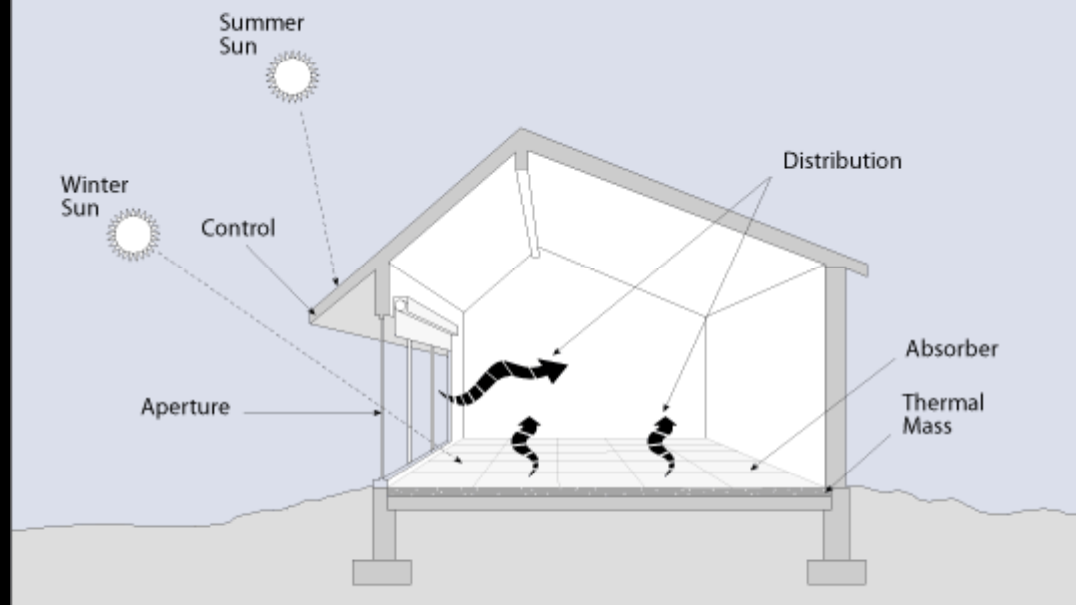 Summer
Sun
Distribution
Winter
Sun
Control
Absorber
Aperture
Thermal
Mass